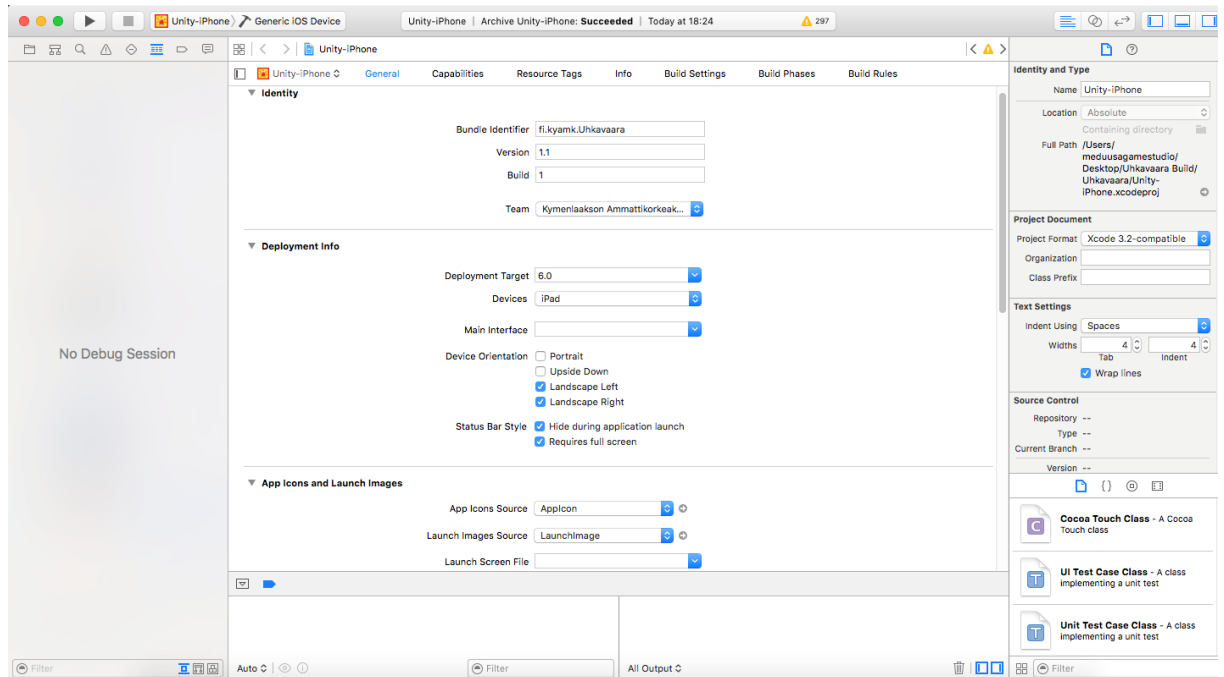 Unity-iPhone Generic iOS Device
Unity-iPhone | Archive Unity-iPhone: Succeeded | Today at 18:24
297
Unity-iPhone
Unity-iPhone General Capabilities Resource Tags Info Build Settings Build Phases Build Rules
No Debug Session
Filter
Identity
Bundle Identifier fi.kyamk.Uhkavaara
Version 1.1
Build 1
Team Kymenlaakson Ammattikorkeak...
Deployment Info
Deployment Target 6.0
Devices iPad
Main Interface
Device Orientation Portrait
Upside Down
Landscape Left
Landscape Right
Status Bar Style Hide during application launch
Requires full screen
App Icons and Launch Images
App Icons Source AppIcon
Launch Images Source LaunchImage
Launch Screen File
Auto
Filter
All Output
Identity and Type
Name Unity-iPhone
Location Absolute
Containing directory
Full Path /Users/
meduusagamestudio/
Desktop/Uhkavaara Build/
Uhkavaara/Unity-
iPhone.xcodeproj
Project Document
Project Format Xcode 3.2-compatible
Organization
Class Prefix
Text Settings
Indent Using Spaces
Widths 4 4
Tab Indent
Wrap lines
Source Control
Repository --
Type --
Current Branch --
Version --
{}
C
Cocoa Touch Class - A Cocoa
Touch class
T
UI Test Case Class - A class
implementing a unit test
T
Unit Test Case Class - A class
implementing a unit test
Filter